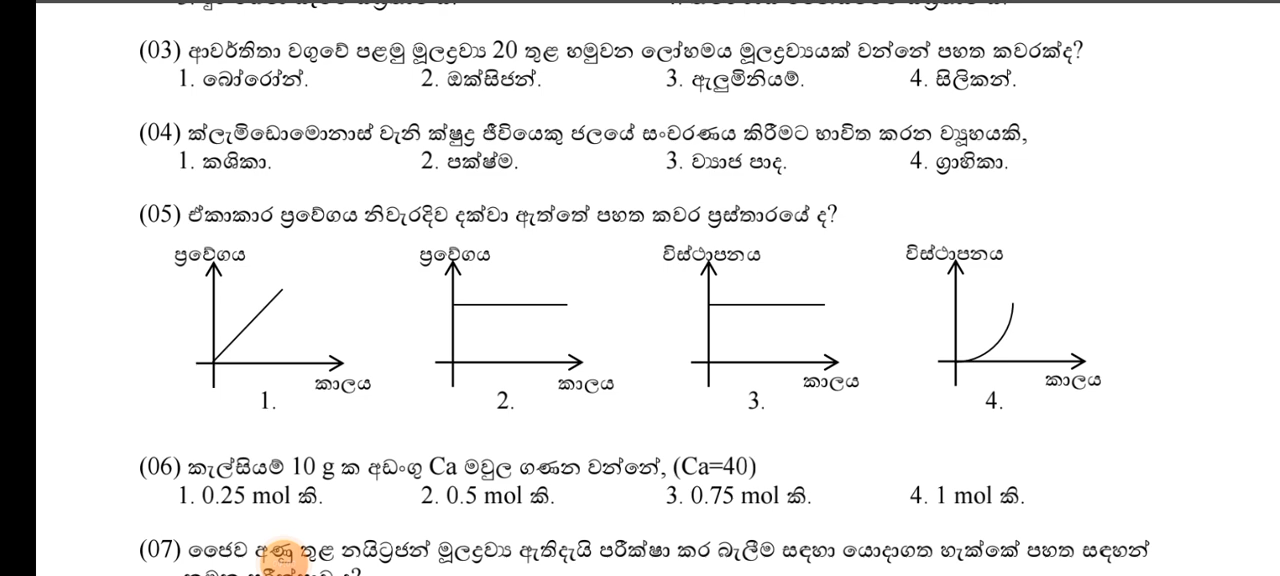 (03) ආවර්තිතා වගුවේ පළමු මූලද්‍රව්‍ය 20 තුළ හමුවන ලෝහමය මූලද්‍රව්‍යයක් වන්නේ පහත කවරක්ද?
1. බෝරෝන්. 2. ඔක්සිජන්. 3. ඇලුමිනියම්. 4. සිලිකන්.
(04) ක්ලැමිඩොමොනාස් වැනි ක්ෂුද්‍ර ජීවියෙකු ජලයේ සංචරණය කිරීමට භාවිත කරන ව්‍යුහයකි,
1. කශිකා. 2. පක්ෂ්ම. 3. ව්‍යාජ පාද. 4. ග්‍රාහිකා.
(05) ඒකාකාර ප්‍රවේගය නිවැරදිව දක්වා ඇත්තේ පහත කවර ප්‍රස්තාරයේ ද?
ප්‍රවේගය ප්‍රවේගය විස්ථාපනය විස්ථාපනය
කාලය කාලය කාලය කාලය
1. 2. 3. 4.
(06) කැල්සියම් 10 g ක අඩංගු Ca මවුල ගණන වන්නේ, (Ca=40)
1. 0.25 mol කි. 2. 0.5 mol කි. 3. 0.75 mol කි. 4. 1 mol කි.
(07) ජෛව අණු තුළ නයිට්‍රජන් මූලද්‍රව්‍ය ඇතිදැයි පරීක්ෂා කර බැලීම සඳහා යොදාගත හැක්කේ පහත සඳහන්